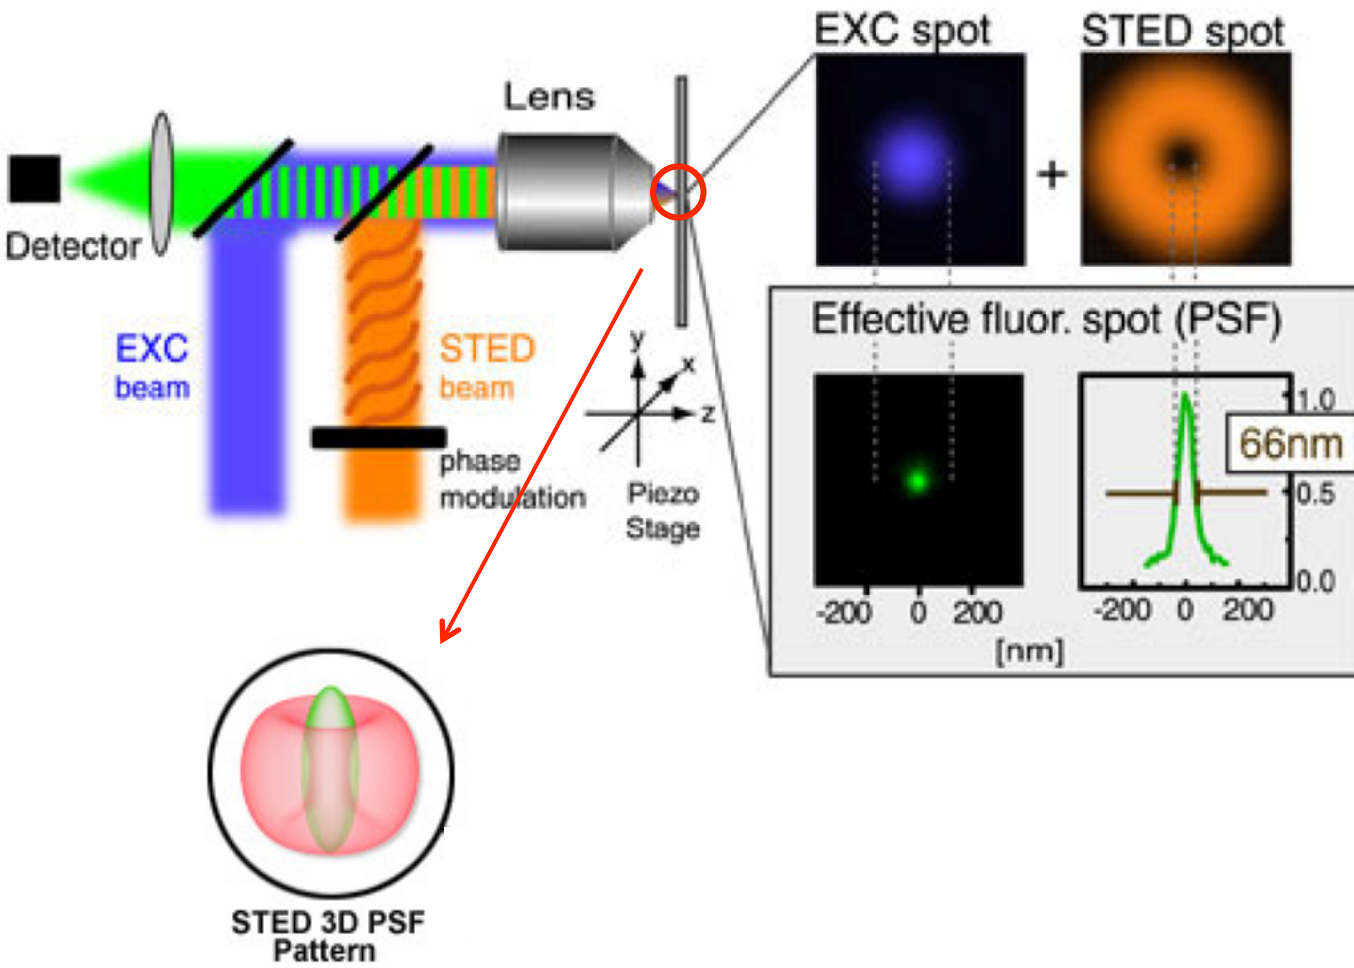 EXC spot
STED spot
Lens
+
Detector
EXC
beam
STED
beam
phase
modulation
y
x
z
Piezo
Stage
Effective fluor. spot (PSF)
1.0
66nm
0.5
0.0
-200 0 200
-200 0 200
[nm]
STED 3D PSF
Pattern